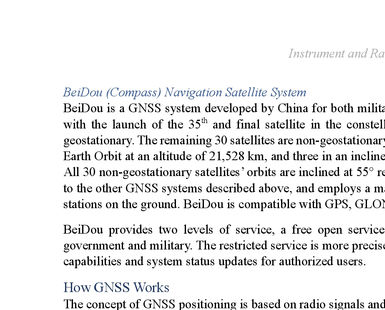 Instrument and Ra
BeiDou (Compass) Navigation Satellite System
BeiDou is a GNSS system developed by China for both milita
with the launch of the 35th and final satellite in the constell
geostationary. The remaining 30 satellites are non-geostationary
Earth Orbit at an altitude of 21,528 km, and three in an incline
All 30 non-geostationary satellites' orbits are inclined at 55° re
to the other GNSS systems described above, and employs a ma
stations on the ground. BeiDou is compatible with GPS, GLON
BeiDou provides two levels of service, a free open service
government and military. The restricted service is more precise
capabilities and system status updates for authorized users.
How GNSS Works
The concept of GNSS positioning is based on radio signals and